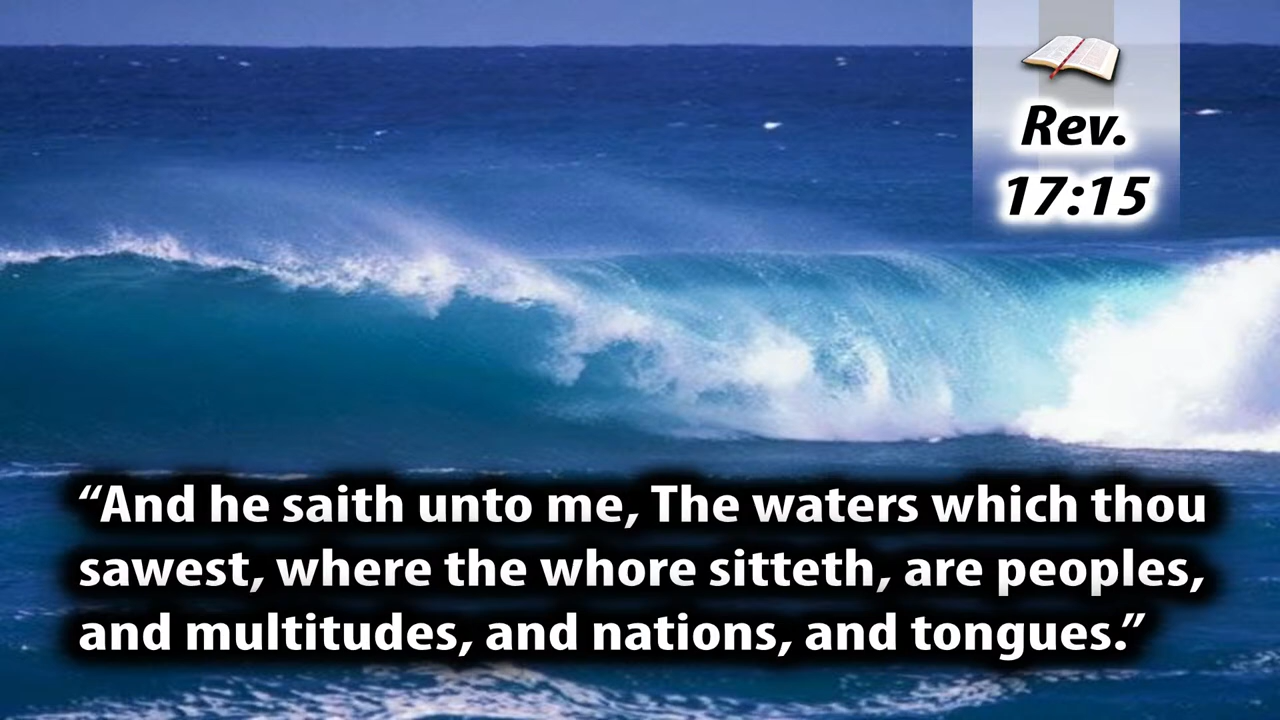 Rev.
17:15
“And he saith unto me, The waters which thou
sawest, where the whore sitteth, are peoples,
and multitudes, and nations, and tongues.”